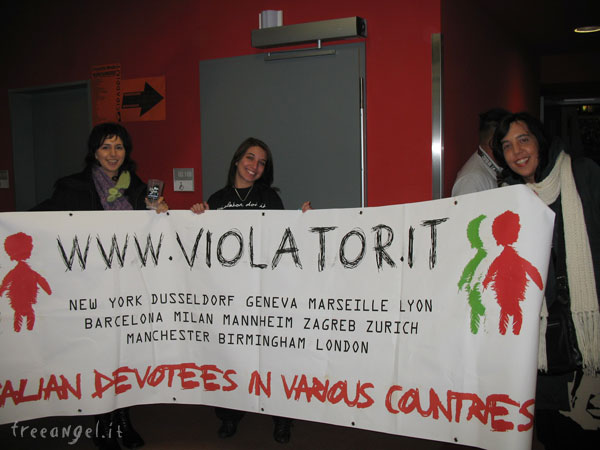 WWW.VIOLATOR.IT
NEW YORK DUSSELDORF GENEVA MARSEILLE LYON
BARCELONA MILAN MANNHEIM ZAGREB ZURICH
MANCHESTER BIRMINGHAM LONDON
ALIAN DEVOTEES IN VARIOUS COUNTRIES
treeangel.it